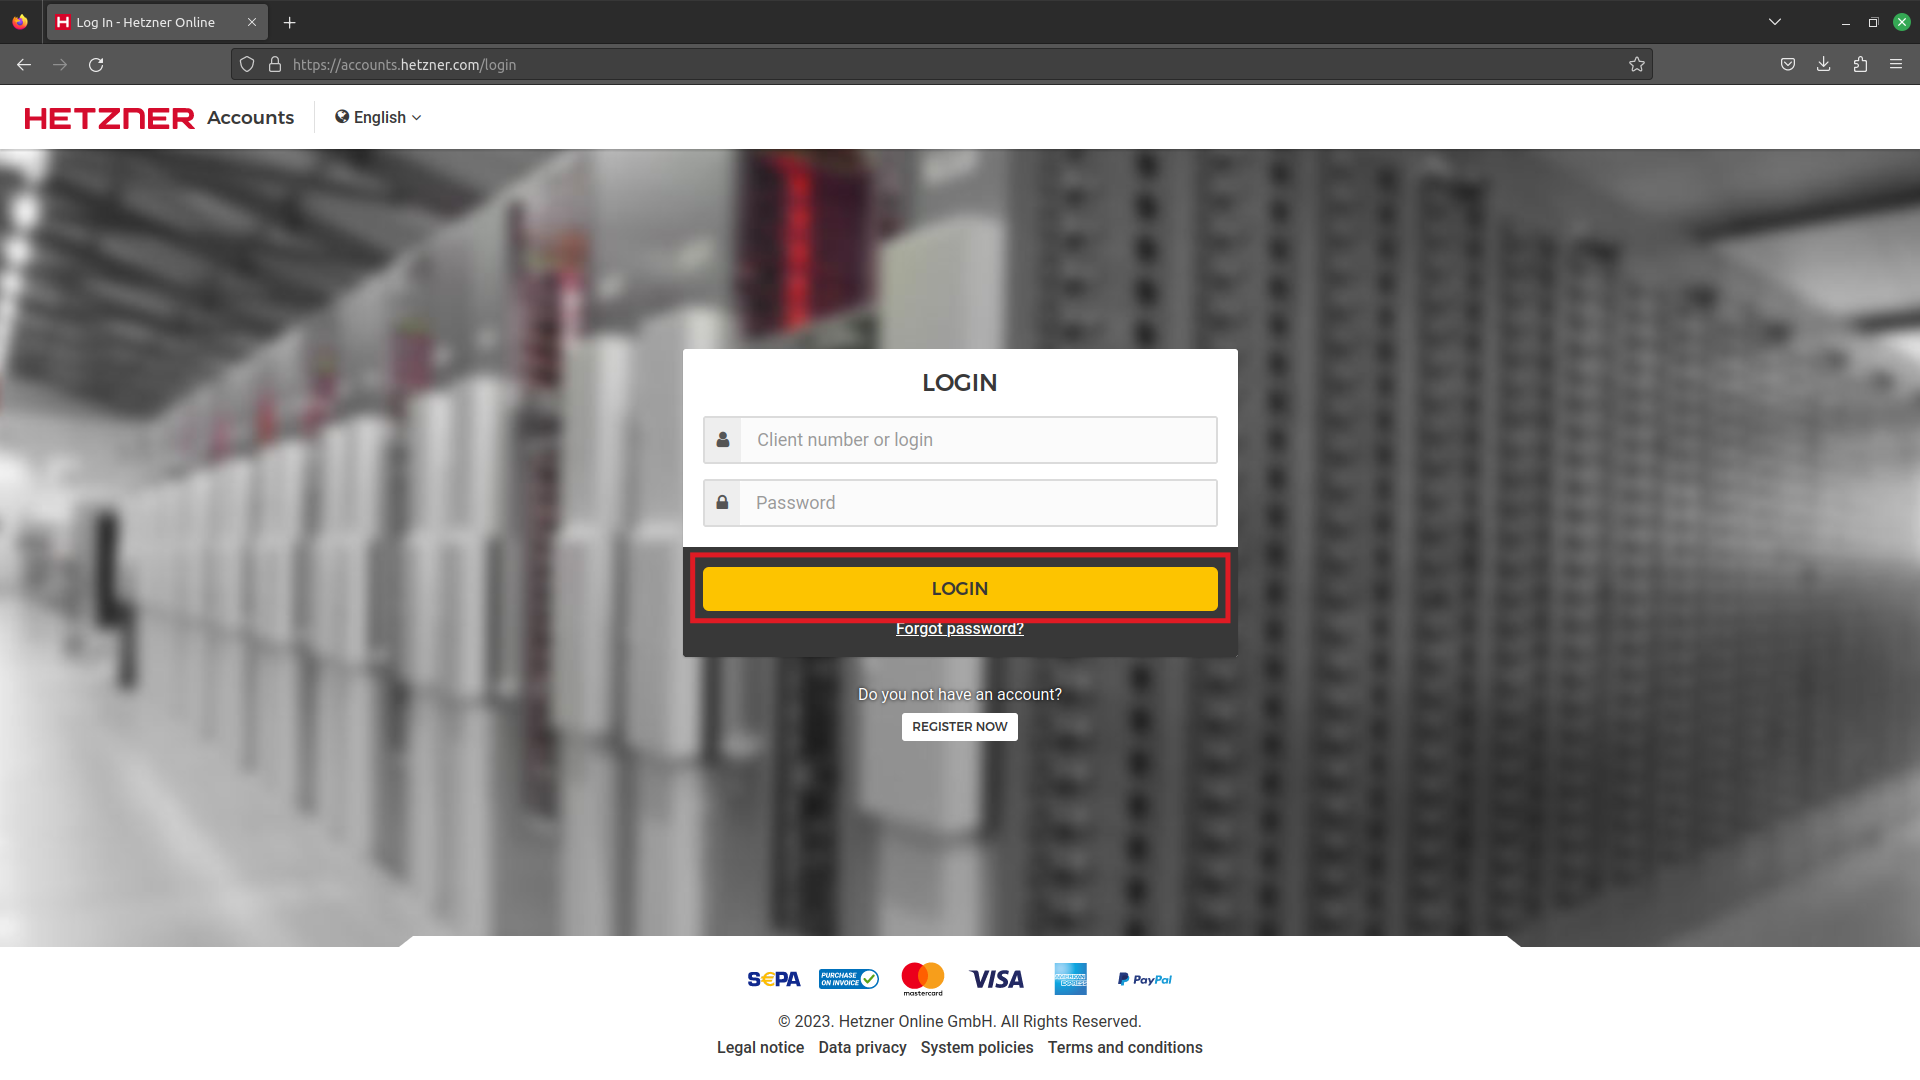 Log In - Hetzner Online
https://accounts.hetzner.com/login
HETZNER Accounts English
LOGIN
Client number or login
Password
LOGIN
Forgot password?
Do you not have an account?
REGISTER NOW
S€PA PURCHASE ON INVOICE mastercard VISA AMERICAN EXPRESS PayPal
© 2023. Hetzner Online GmbH. All Rights Reserved.
Legal notice Data privacy System policies Terms and conditions